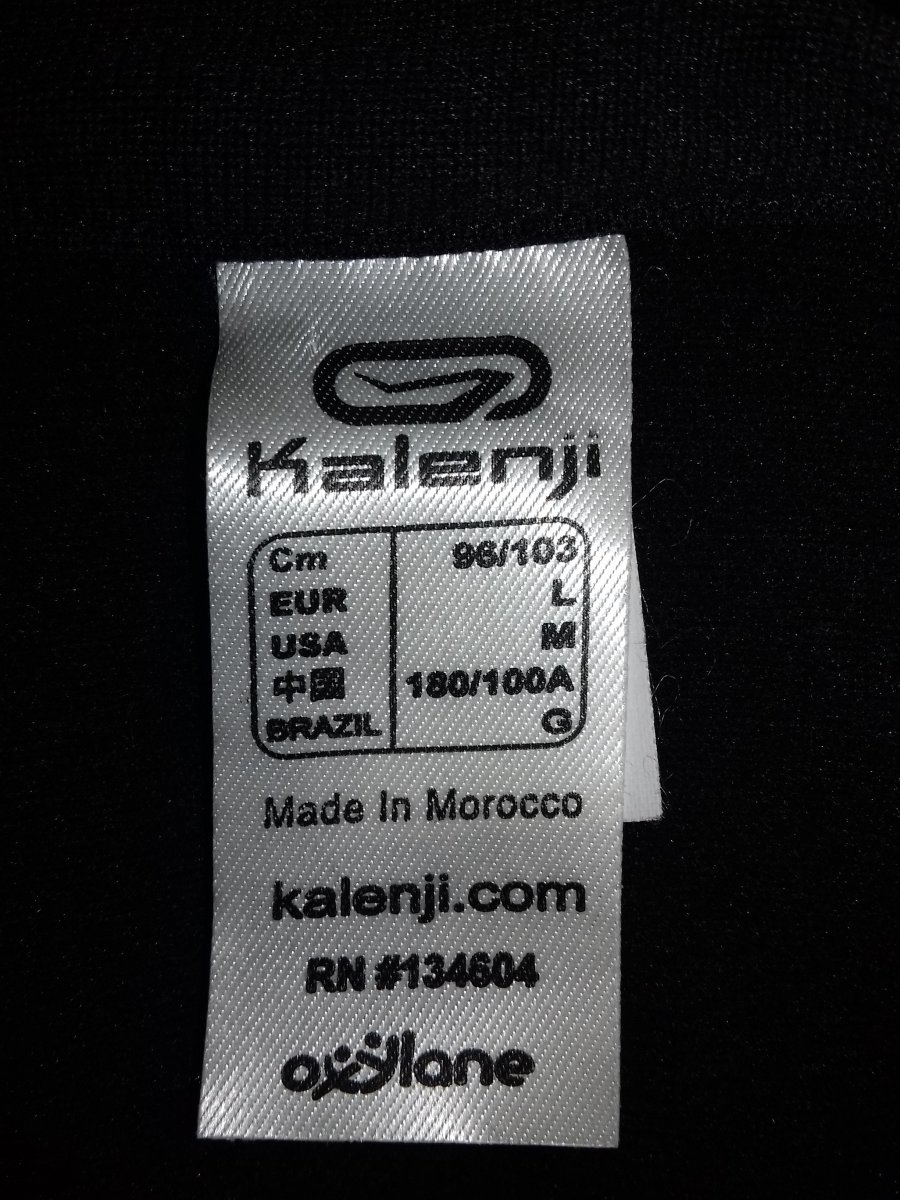 Kalenji
Cm 96/103
EUR L
USA M
中國 180/100A
BRAZIL G
Made In Morocco
kalenji.com
RN #134604
oxylane